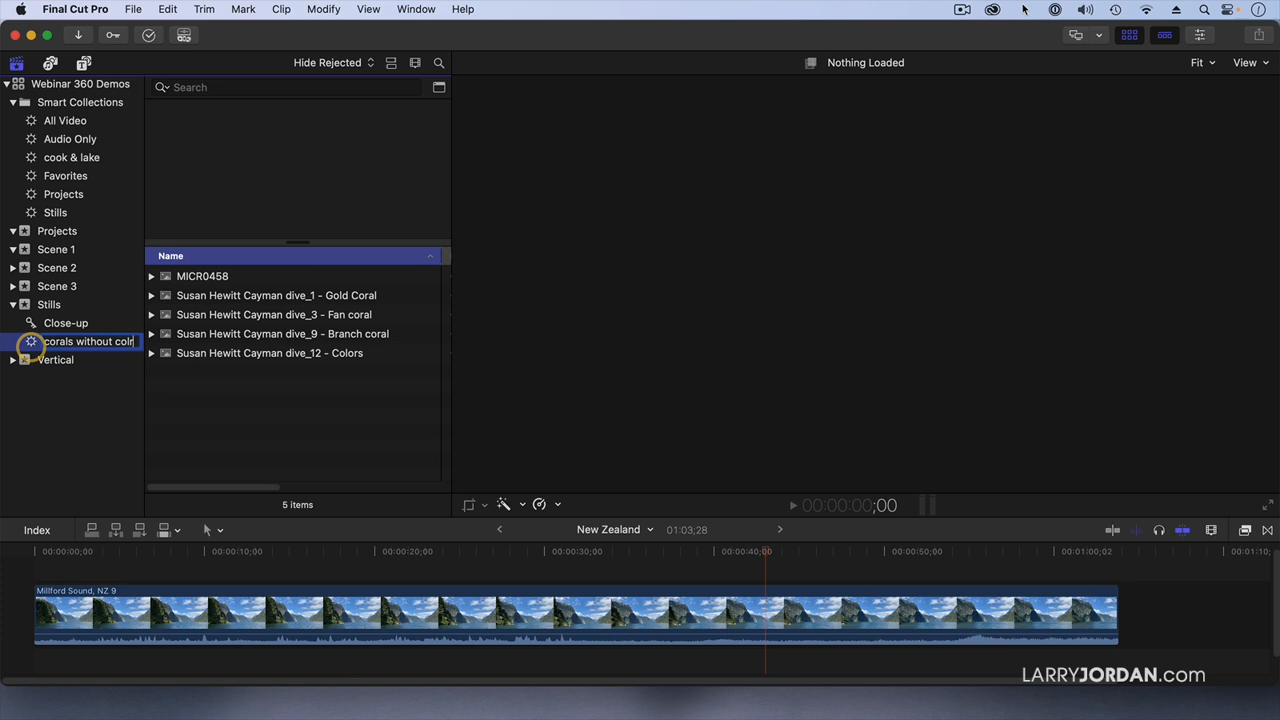 Final Cut Pro File Edit Trim Mark Clip Modify View Window Help
Hide Rejected
Nothing Loaded
Fit
View
Webinar 360 Demos
Search
Smart Collections
All Video
Audio Only
cook & lake
Favorites
Projects
Stills
Projects
Scene 1
Scene 2
Scene 3
Stills
Close-up
corals without colr
Vertical
Name
MICR0458
Susan Hewitt Cayman dive_1 - Gold Coral
Susan Hewitt Cayman dive_3 - Fan coral
Susan Hewitt Cayman dive_9 - Branch coral
Susan Hewitt Cayman dive_12 - Colors
5 items
00:00:00;00
Index
New Zealand
01:03;28
00:00:00;00 00:00:10;00 00:00:20;00 00:00:30;00 00:00:40;00 00:00:50;00 00:01:00;02 00:01:10;
Millford Sound, NZ 9
LARRYJORDAN.com